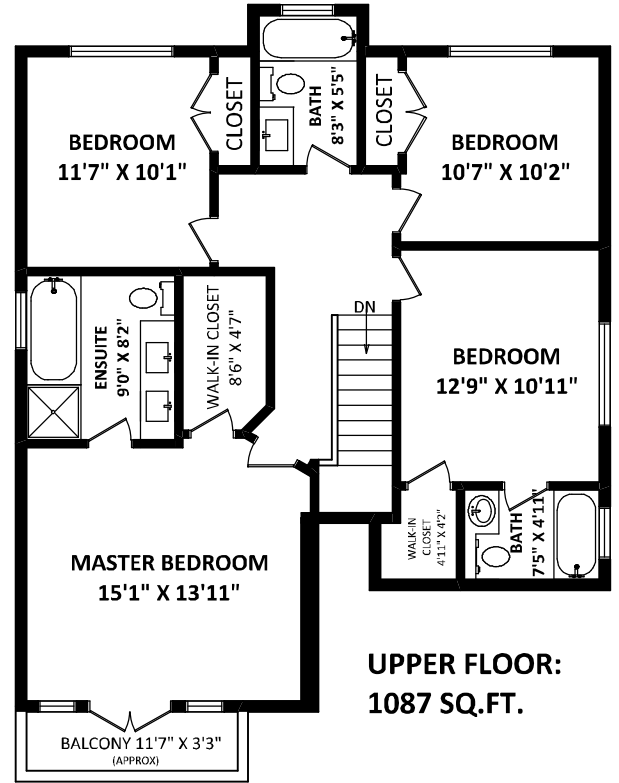 BEDROOM
11'7" X 10'1"
CLOSET
BATH
8'3" X 5'5"
CLOSET
BEDROOM
10'7" X 10'2"
ENSUITE
9'0" X 8'2"
WALK-IN CLOSET
8'6" X 4'7"
DN
BEDROOM
12'9" X 10'11"
WALK-IN
CLOSET
4'11" X 4'2"
BATH
7'5" X 4'11"
MASTER BEDROOM
15'1" X 13'11"
UPPER FLOOR:
1087 SQ.FT.
BALCONY 11'7" X 3'3"
(APPROX)